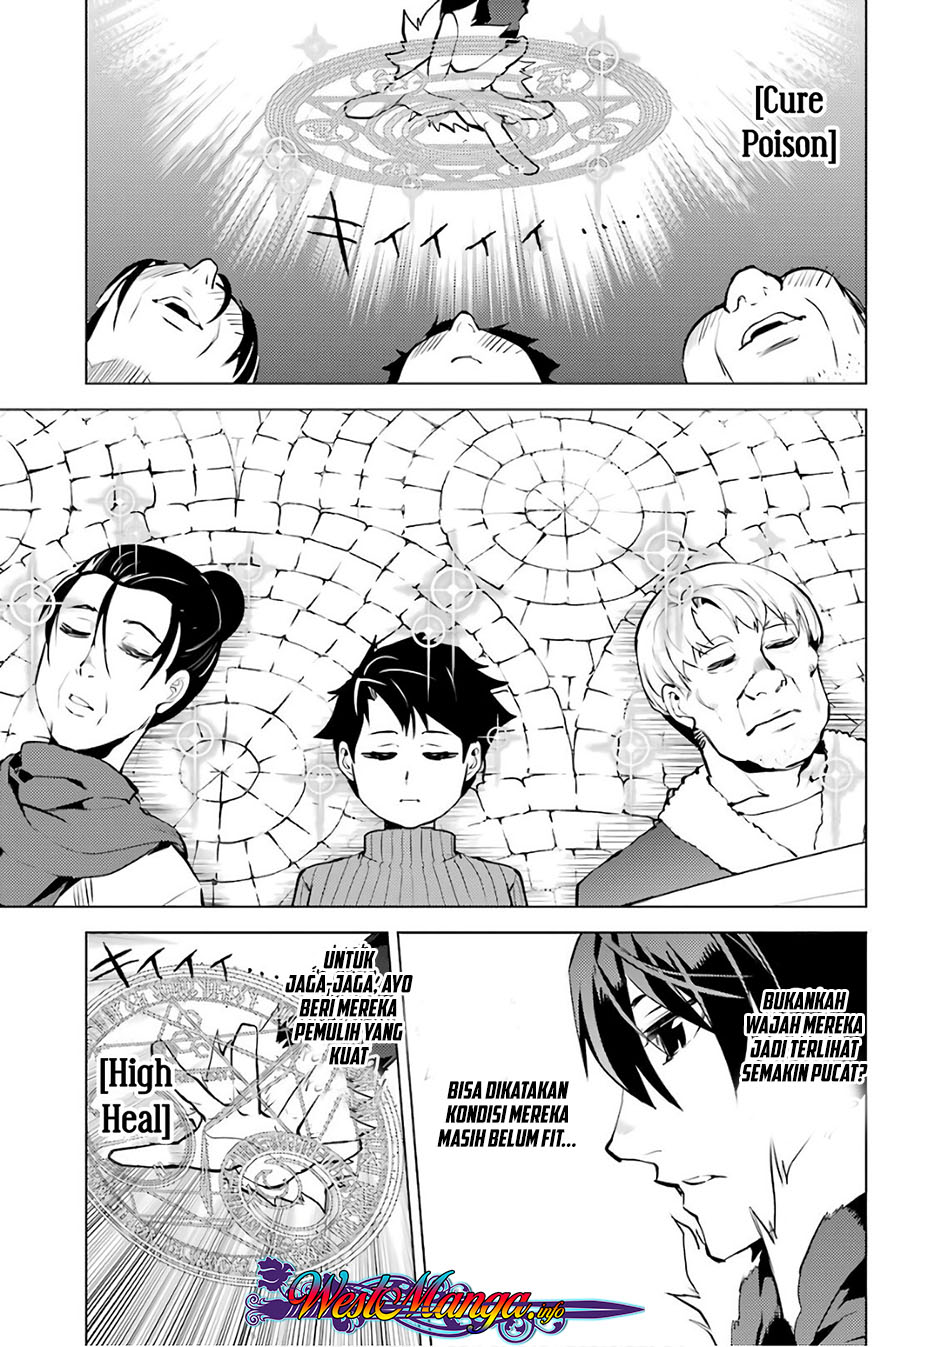 [Cure
Poison]
キイイイイ・・・・・
BUKANKAH
WAJAH MEREKA
JADI TERLIHAT
SEMAKIN PUCAT?
BISA DIKATAKAN
KONDISI MEREKA
MASIH BELUM FIT...
UNTUK
JAGA-JAGA, AYO
BERI MEREKA
PEMULIH YANG
KUAT
キイイイ・・・・
[High
Heal]
WestManga.info